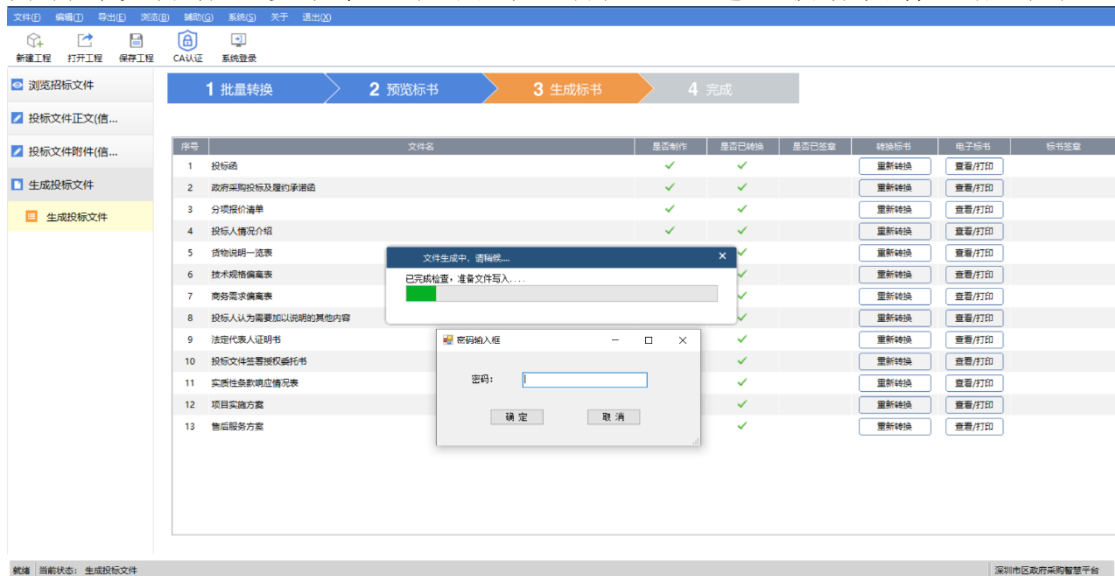 文件(F) 编辑(I) 导出(E) 浏览(B) 辅助(G) 系统(S) 关于 退出(X)
新建工程 打开工程 保存工程 CA认证 系统登录
浏览招标文件
投标文件正文(信...
投标文件附件(信...
生成投标文件
生成投标文件
1 批量转换 2 预览标书 3 生成标书 4 完成
序号 文件名 是否制作 是否已转换 是否已签章 转换标书 电子标书 标书签章
1 投标函 重新转换 查看/打印
2 政府采购投标及履约承诺函 重新转换 查看/打印
3 分项报价清单 重新转换 查看/打印
4 投标人情况介绍 重新转换 查看/打印
5 货物说明一览表 重新转换 查看/打印
6 技术规格偏离表 重新转换 查看/打印
7 商务需求偏离表 重新转换 查看/打印
8 投标人认为需要加以说明的其他内容 重新转换 查看/打印
9 法定代表人证明书 重新转换 查看/打印
10 投标文件签署授权委托书 重新转换 查看/打印
11 实质性条款响应情况表 重新转换 查看/打印
12 项目实施方案 重新转换 查看/打印
13 售后服务方案 重新转换 查看/打印
文件生成中，请稍候....
已完成检查，准备文件写入....
密码输入框
密码:
确 定 取 消
就绪 当前状态: 生成投标文件 深圳市区政府采购智慧平台